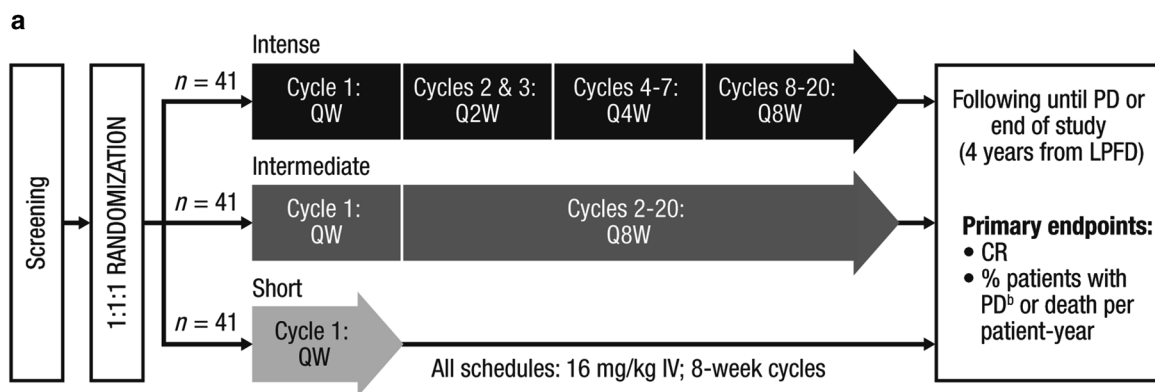 a
Screening
1:1:1 RANDOMIZATION
n = 41
Intense
Cycle 1:
QW
Cycles 2 & 3:
Q2W
Cycles 4-7:
Q4W
Cycles 8-20:
Q8W
n = 41
Intermediate
Cycle 1:
QW
Cycles 2-20:
Q8W
n = 41
Short
Cycle 1:
QW
All schedules: 16 mg/kg IV; 8-week cycles
Following until PD or
end of study
(4 years from LPFD)
Primary endpoints:
• CR
• % patients with
PDᵇ or death per
patient-year